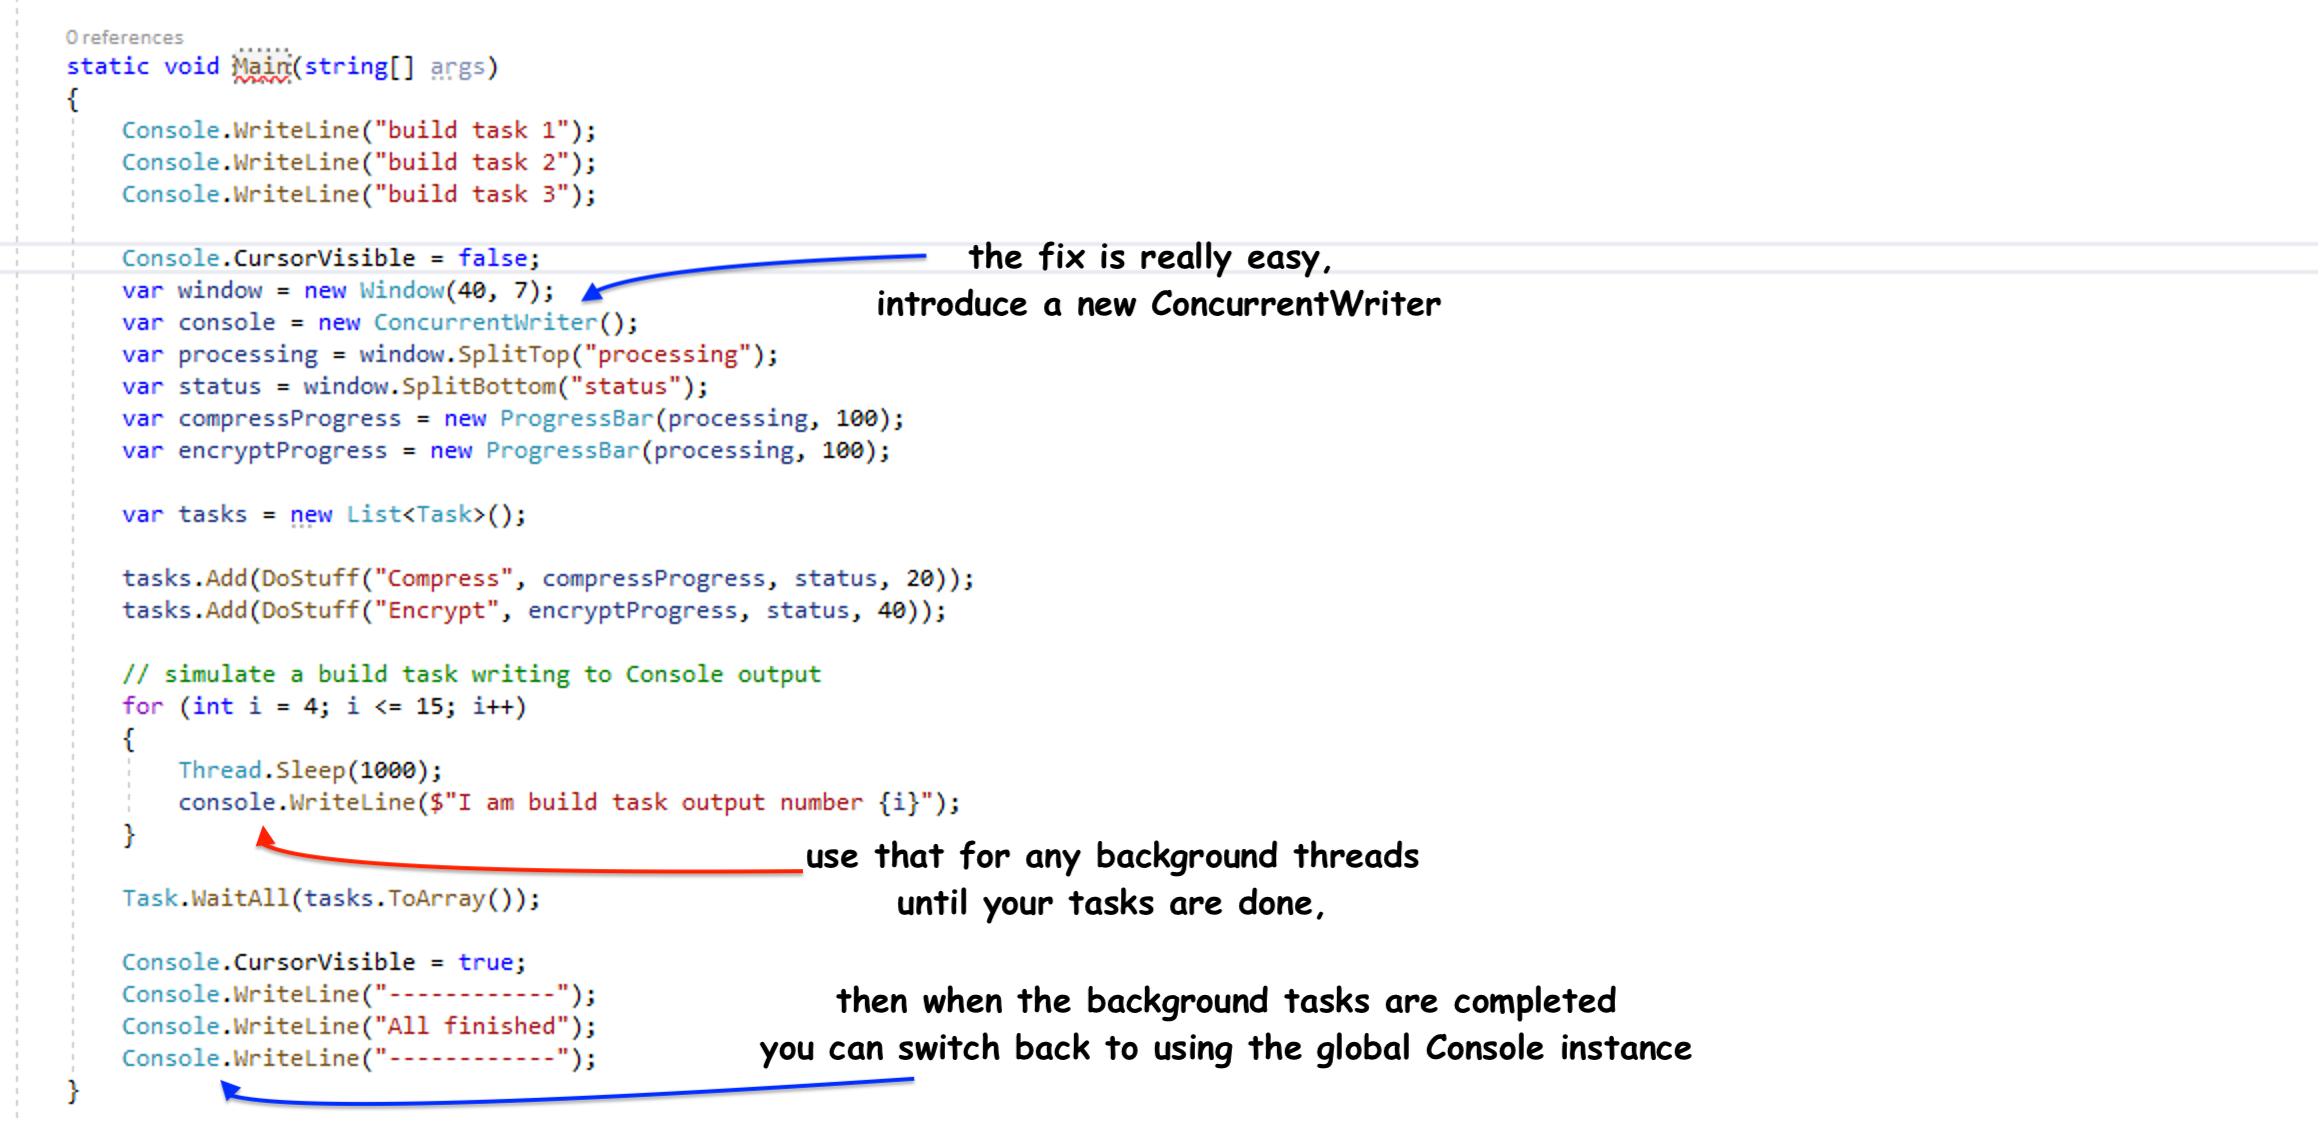 0 references
static void Main(string[] args)
{
    Console.WriteLine("build task 1");
    Console.WriteLine("build task 2");
    Console.WriteLine("build task 3");

    Console.CursorVisible = false;
    var window = new Window(40, 7);
    var console = new ConcurrentWriter();
    var processing = window.SplitTop("processing");
    var status = window.SplitBottom("status");
    var compressProgress = new ProgressBar(processing, 100);
    var encryptProgress = new ProgressBar(processing, 100);

    var tasks = new List<Task>();

    tasks.Add(DoStuff("Compress", compressProgress, status, 20));
    tasks.Add(DoStuff("Encrypt", encryptProgress, status, 40));

    // simulate a build task writing to Console output
    for (int i = 4; i <= 15; i++)
    {
        Thread.Sleep(1000);
        console.WriteLine($"I am build task output number {i}");
    }

    Task.WaitAll(tasks.ToArray());

    Console.CursorVisible = true;
    Console.WriteLine("------------");
    Console.WriteLine("All finished");
    Console.WriteLine("------------");
}
the fix is really easy,
introduce a new ConcurrentWriter
use that for any background threads
until your tasks are done,
then when the background tasks are completed
you can switch back to using the global Console instance